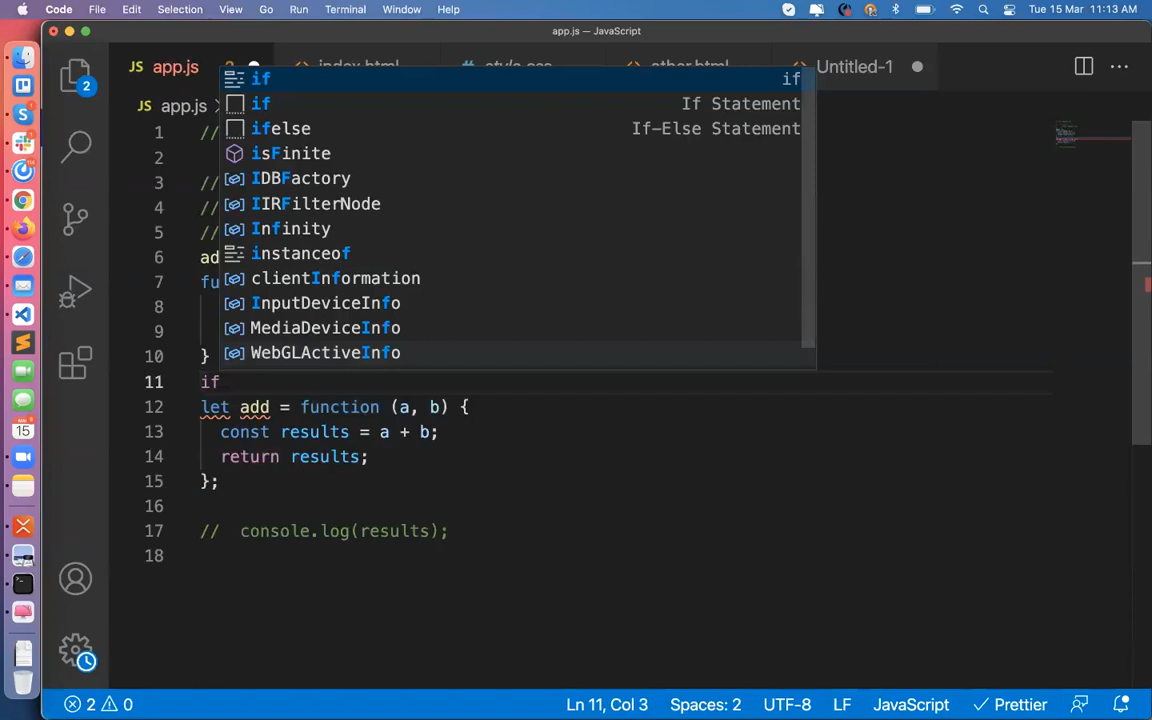 Code File Edit Selection View Go Run Terminal Window Help Tue 15 Mar 11:13 AM
app.js — JavaScript
JS app.js 2 index.html style.css other.html Untitled-1
JS app.js >
1 //
2
3 //
4 //
5 //
6 ad
7 fu
8
9
10 }
11 if
12 let add = function (a, b) {
13 const results = a + b;
14 return results;
15 };
16
17 // console.log(results);
18
if if
if If Statement
ifelse If-Else Statement
isFinite
IDBFactory
IIRFilterNode
Infinity
instanceof
clientInformation
InputDeviceInfo
MediaDeviceInfo
WebGLActiveInfo
2
15
2 0 Ln 11, Col 3 Spaces: 2 UTF-8 LF JavaScript Prettier